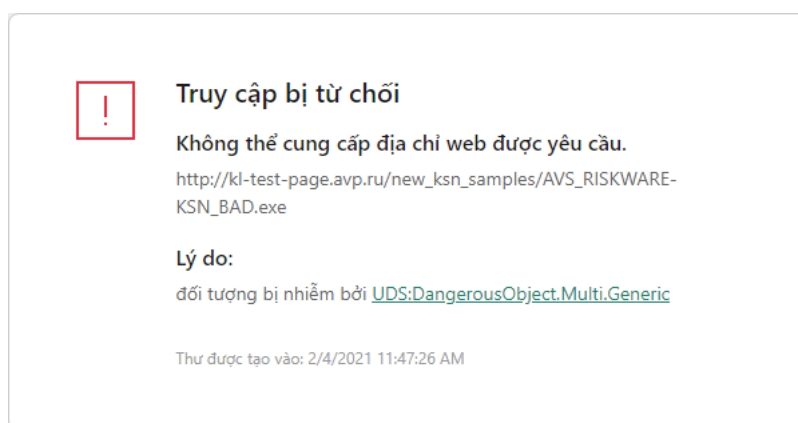 !
Truy cập bị từ chối
Không thể cung cấp địa chỉ web được yêu cầu.
http://kl-test-page.avp.ru/new_ksn_samples/AVS_RISKWARE-
KSN_BAD.exe
Lý do:
đối tượng bị nhiễm bởi UDS:DangerousObject.Multi.Generic
Thư được tạo vào: 2/4/2021 11:47:26 AM